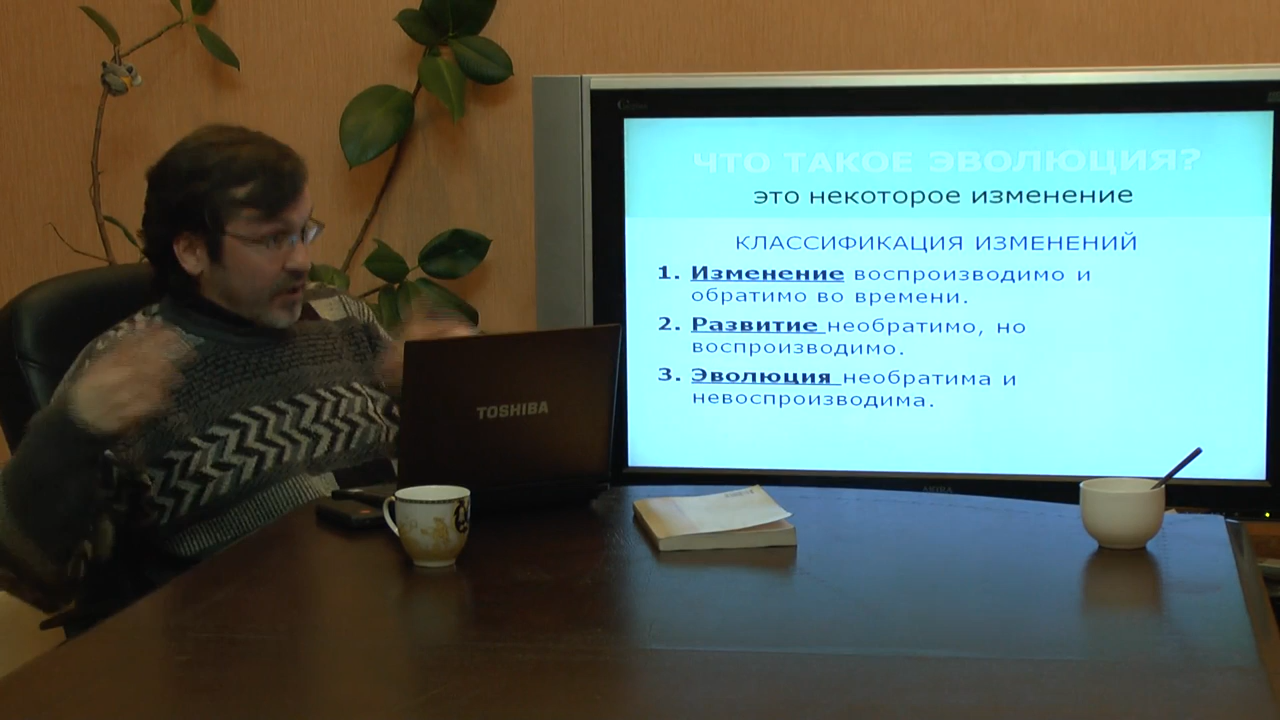 ЧТО ТАКОЕ ЭВОЛЮЦИЯ?
это некоторое изменение
КЛАССИФИКАЦИЯ ИЗМЕНЕНИЙ
1. Изменение воспроизводимо и
обратимо во времени.
2. Развитие необратимо, но
воспроизводимо.
3. Эволюция необратима и
невоспроизводима.
TOSHIBA